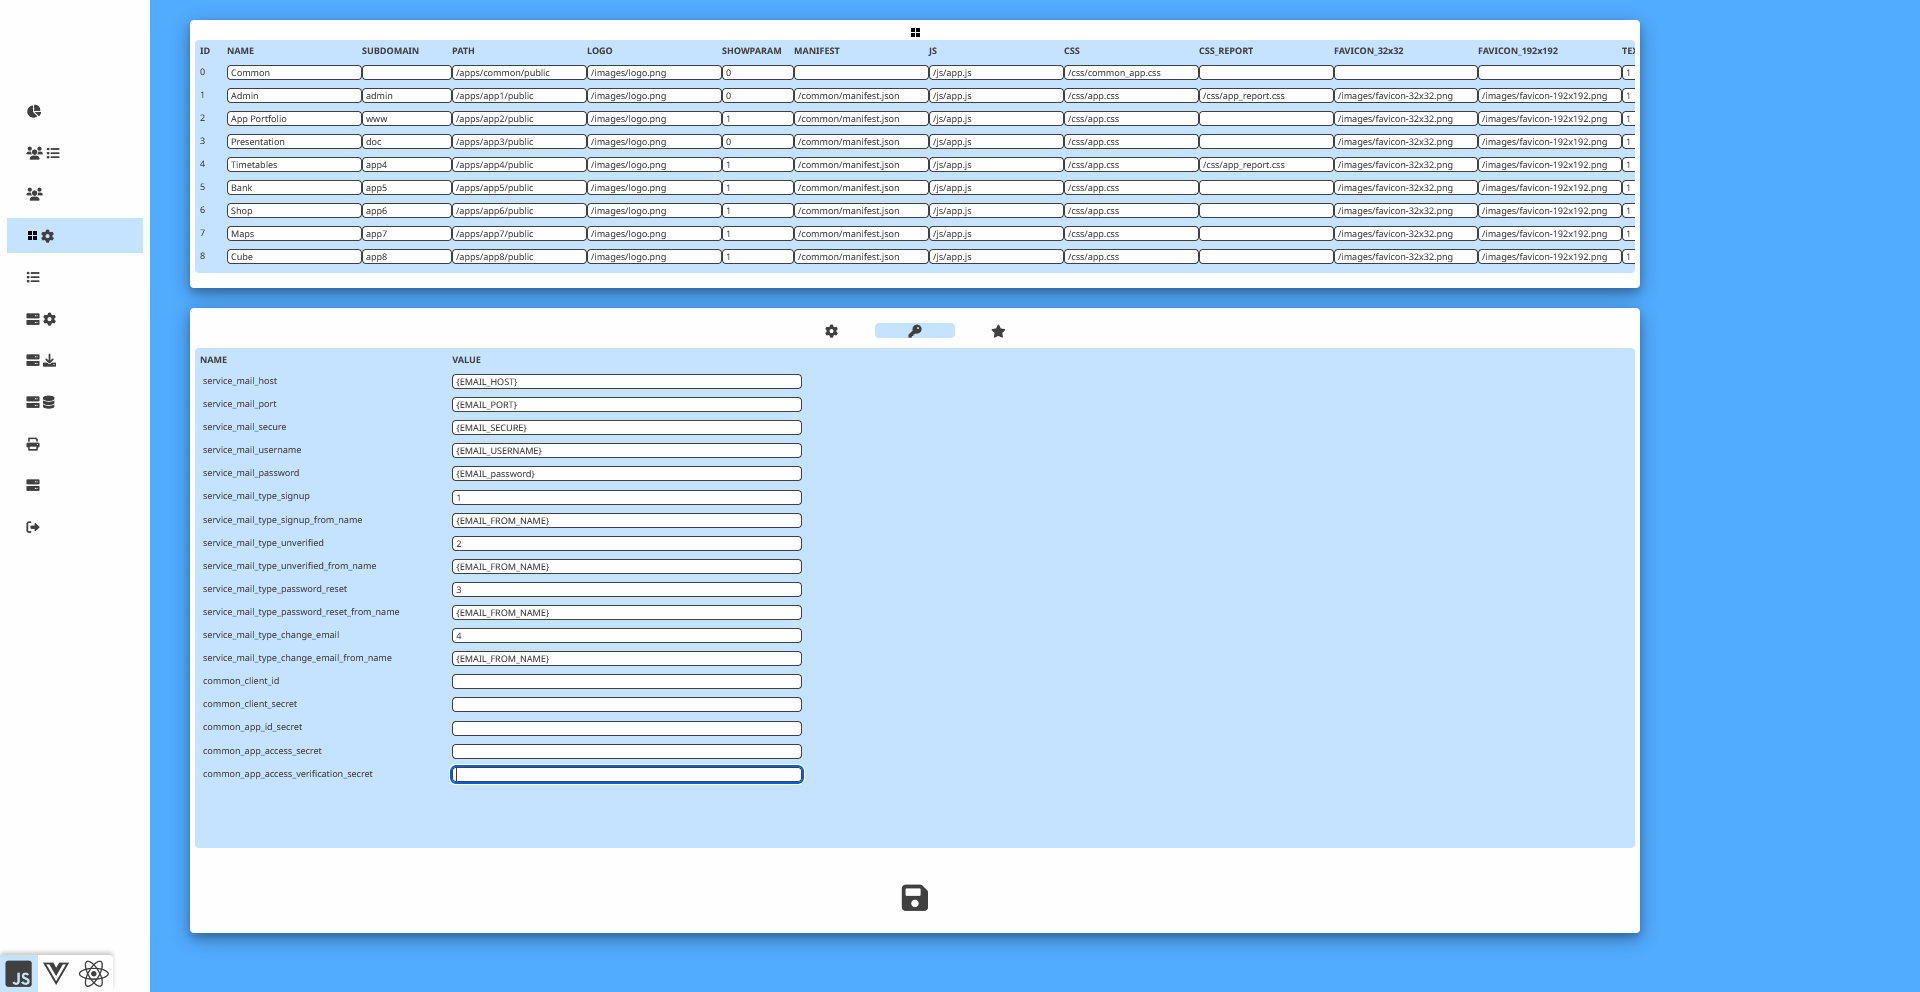 ID NAME SUBDOMAIN PATH LOGO SHOWPARAM MANIFEST JS CSS CSS_REPORT FAVICON_32x32 FAVICON_192x192
0 Common /apps/common/public /images/logo.png 0 /js/app.js /css/common_app.css 1
1 Admin admin /apps/app1/public /images/logo.png 0 /common/manifest.json /js/app.js /css/app.css /css/app_report.css /images/favicon-32x32.png /images/favicon-192x192.png 1
2 App Portfolio www /apps/app2/public /images/logo.png 1 /common/manifest.json /js/app.js /css/app.css /images/favicon-32x32.png /images/favicon-192x192.png 1
3 Presentation doc /apps/app3/public /images/logo.png 0 /common/manifest.json /js/app.js /css/app.css /images/favicon-32x32.png /images/favicon-192x192.png 1
4 Timetables app4 /apps/app4/public /images/logo.png 1 /common/manifest.json /js/app.js /css/app.css /css/app_report.css /images/favicon-32x32.png /images/favicon-192x192.png 1
5 Bank app5 /apps/app5/public /images/logo.png 1 /common/manifest.json /js/app.js /css/app.css /images/favicon-32x32.png /images/favicon-192x192.png 1
6 Shop app6 /apps/app6/public /images/logo.png 1 /common/manifest.json /js/app.js /css/app.css /images/favicon-32x32.png /images/favicon-192x192.png 1
7 Maps app7 /apps/app7/public /images/logo.png 1 /common/manifest.json /js/app.js /css/app.css /images/favicon-32x32.png /images/favicon-192x192.png 1
8 Cube app8 /apps/app8/public /images/logo.png 1 /common/manifest.json /js/app.js /css/app.css /images/favicon-32x32.png /images/favicon-192x192.png 1
NAME VALUE
service_mail_host {EMAIL_HOST}
service_mail_port {EMAIL_PORT}
service_mail_secure {EMAIL_SECURE}
service_mail_username {EMAIL_USERNAME}
service_mail_password {EMAIL_password}
service_mail_type_signup 1
service_mail_type_signup_from_name {EMAIL_FROM_NAME}
service_mail_type_unverified 2
service_mail_type_unverified_from_name {EMAIL_FROM_NAME}
service_mail_type_password_reset 3
service_mail_type_password_reset_from_name {EMAIL_FROM_NAME}
service_mail_type_change_email 4
service_mail_type_change_email_from_name {EMAIL_FROM_NAME}
common_client_id
common_client_secret
common_app_id_secret
common_app_access_secret
common_app_access_verification_secret
JS